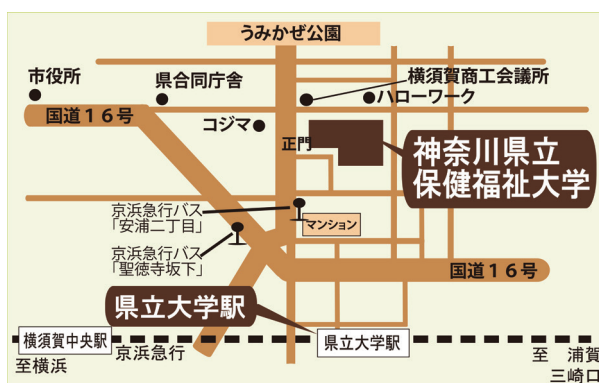 うみかぜ公園
市役所
県合同庁舎
横須賀商工会議所
ハローワーク
国道16号
コジマ
正門
神奈川県立
保健福祉大学
京浜急行バス
「安浦二丁目」
マンション
京浜急行バス
「聖徳寺坂下」
国道16号
県立大学駅
横須賀中央駅
京浜急行
県立大学駅
至横浜
至 浦賀
三崎口